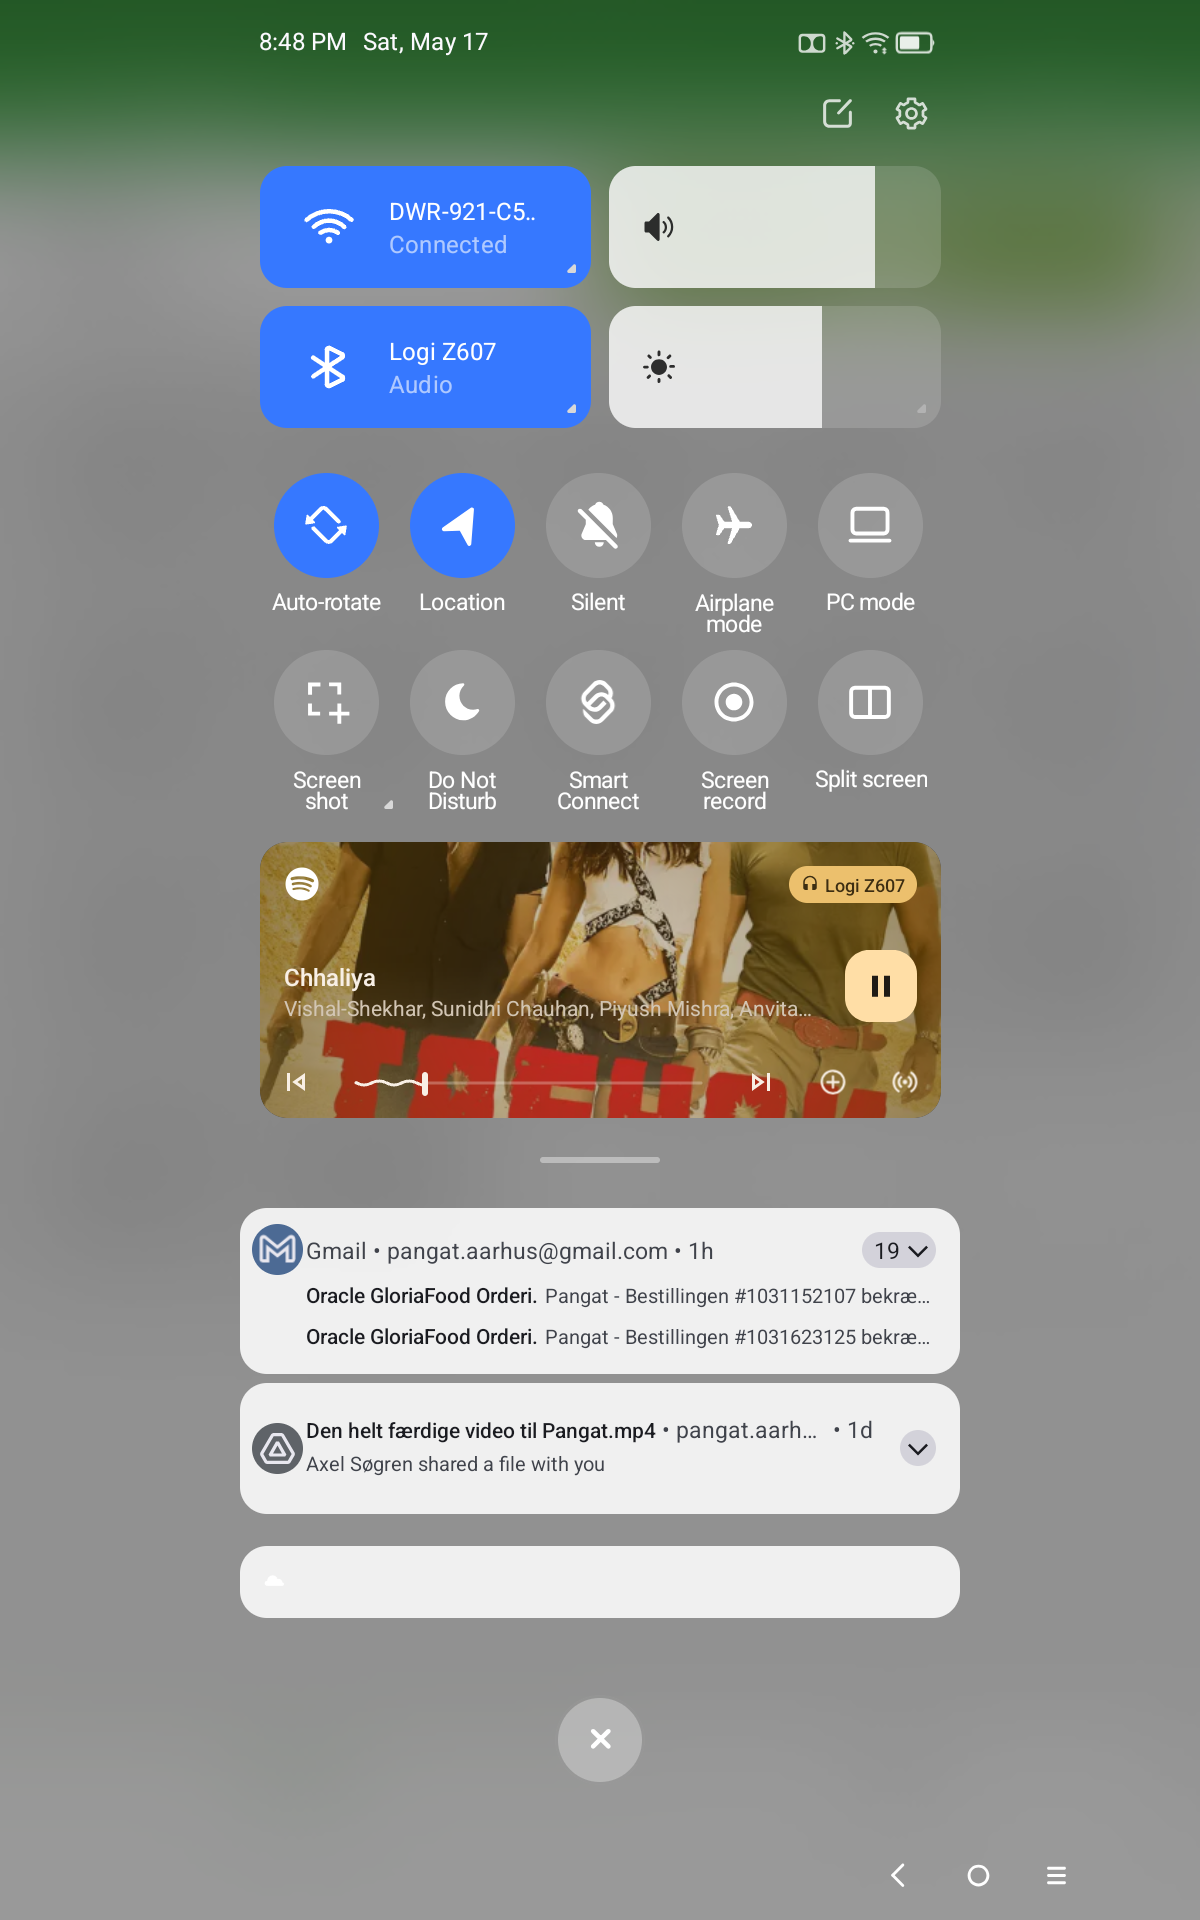 8:48 PM Sat, May 17
DWR-921-C5..
Connected
Logi Z607
Audio
Auto-rotate
Location
Silent
Airplane
mode
PC mode
Screen
shot
Do Not
Disturb
Smart
Connect
Screen
record
Split screen
Logi Z607
Chhaliya
Vishal-Shekhar, Sunidhi Chauhan, Piyush Mishra, Anvita...
TASHAN
Gmail • pangat.aarhus@gmail.com • 1h
19
Oracle GloriaFood Orderi. Pangat - Bestillingen #1031152107 bekræ...
Oracle GloriaFood Orderi. Pangat - Bestillingen #1031623125 bekræ...
Den helt færdige video til Pangat.mp4 • pangat.aarh... • 1d
Axel Søgren shared a file with you